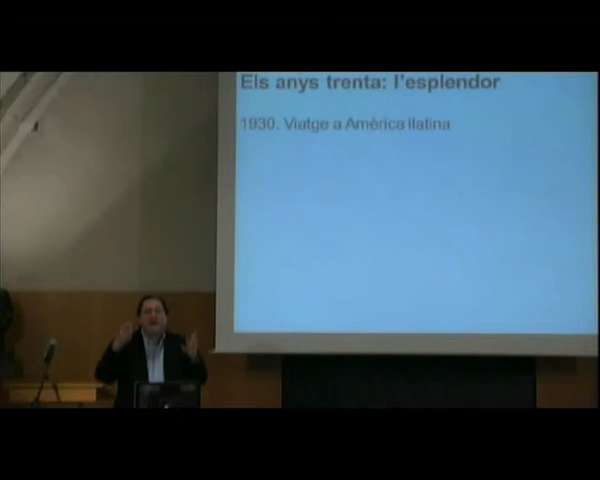 Els anys trenta: l'esplendor
1930. Viatge a Amèrica llatina